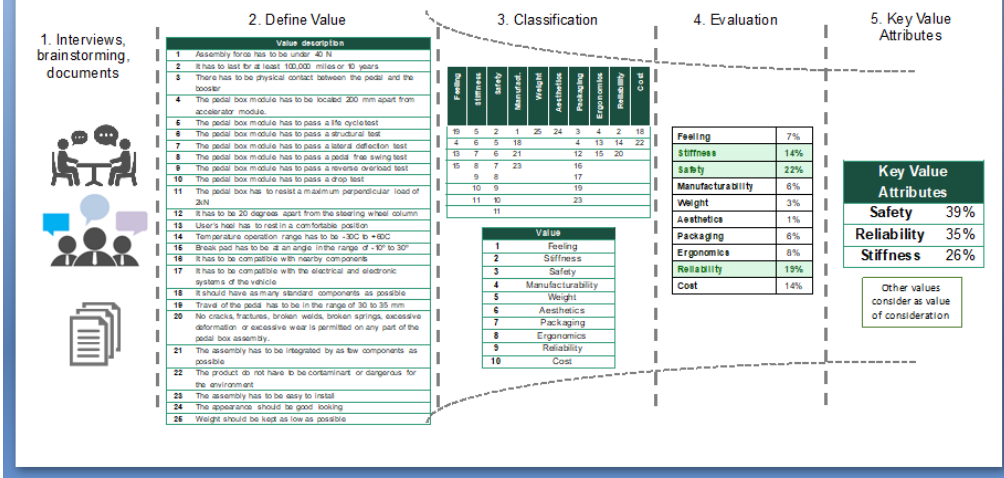 1. Interviews,
brainstorming,
documents
2. Define Value
Value description
1 Assembly force has to be under 40 N
2 It has to last for at least 100,000 miles or 10 years
3 There has to be physical contact between the pedal and the
booster
4 The pedal box module has to be located 200 mm apart from
accelerator module.
5 The pedal box module has to pass a life cycle test
6 The pedal box module has to pass a structural test
7 The pedal box module has to pass a lateral deflection test
8 The pedal box module has to pass a pedal free swing test
9 The pedal box module has to pass a reverse overload test
10 The pedal box module has to pass a drop test
11 The pedal box has to resist a maximum perpendicular load of
2kN
12 It has to be 20 degrees apart from the steering wheel column
13 User's heel has to rest in a comfortable position
14 Temperature operation range has to be -30C to +60C
15 Break pad has to be at an angle in the range of -10° to 30°
16 It has to be compatible with nearby components
17 It has to be compatible with the electrical and electronic
systems of the vehicle
18 It should have as many standard components as possible
19 Travel of the pedal has to be in the range of 30 to 35 mm
20 No cracks, fractures, broken welds, broken springs, excessive
deformation or excessive wear is permitted on any part of the
pedal box assembly.
21 The assembly has to be integrated by as few components as
possible
22 The product do not have to be contaminant or dangerous for
the environment
23 The assembly has to be easy to install
24 The appearance should be good looking
25 Weight should be kept as low as possible
3. Classification
Feeling Stiffness safety Manufact. Weight Aesthetics Packaging Ergonomics Reliability Cost
19 5 2 1 25 24 3 4 2 18
4 6 5 18 4 13 14 22
13 7 6 21 12 15 20
15 8 7 23 16
9 8 17
10 9 19
11 10 23
11
Value
1 Feeling
2 Stiffness
3 Safety
4 Manufacturability
5 Weight
6 Aesthetics
7 Packaging
8 Ergonomics
9 Reliability
10 Cost
4. Evaluation
Feeling 7%
Stiffness 14%
Safety 22%
Manufacturability 6%
Weight 3%
Aesthetics 1%
Packaging 6%
Ergonomics 8%
Reliability 19%
Cost 14%
5. Key Value
Attributes
Key Value
Attributes
Safety 39%
Reliability 35%
Stiffness 26%
Other values
consider as value
of consideration